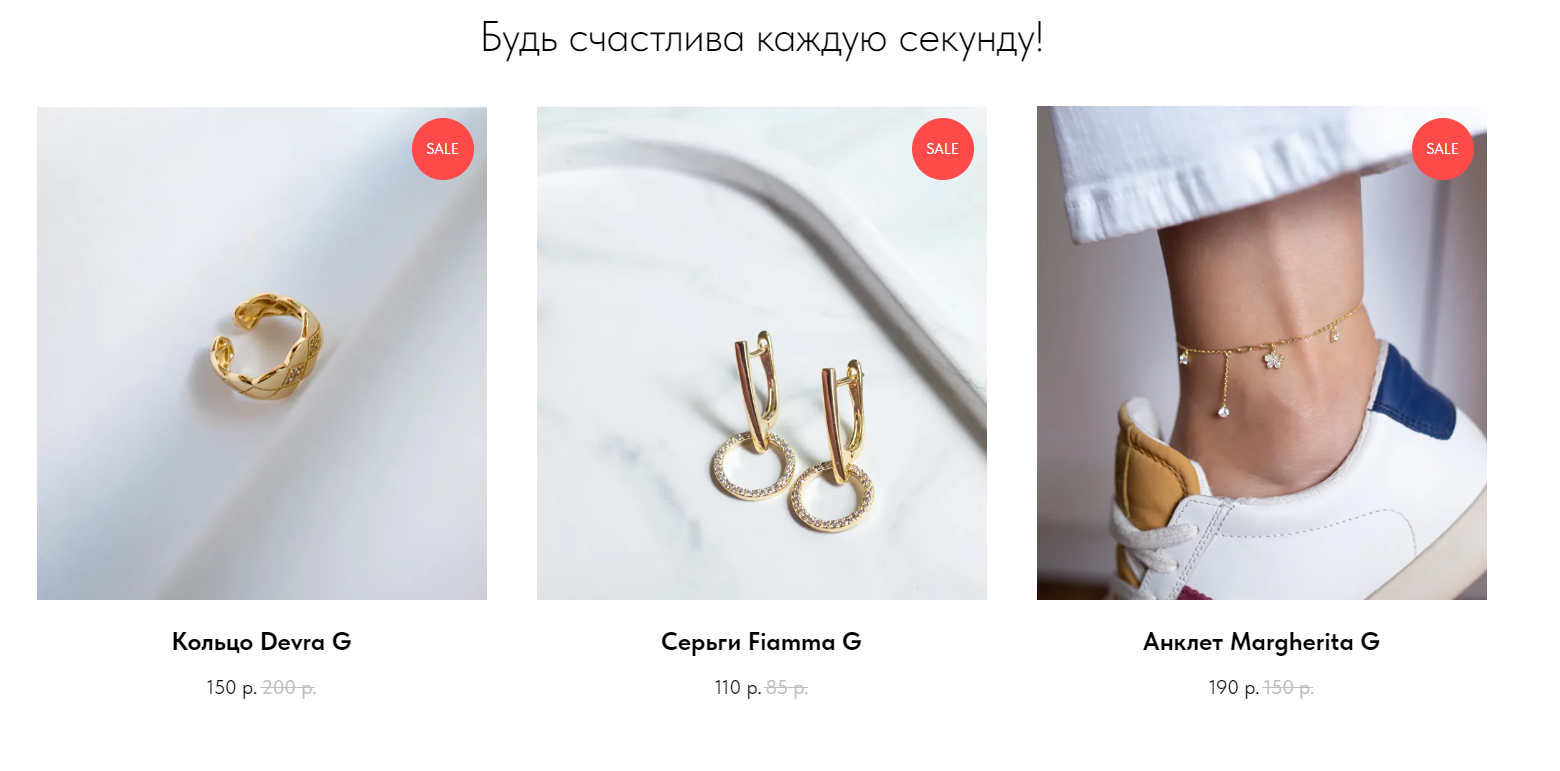 Будь счастлива каждую секунду!
SALE
SALE
SALE
Кольцо Devra G
Серьги Fiamma G
Анклет Margherita G
150 р. 200 р.
110 р. 85 р.
190 р. 150 р.